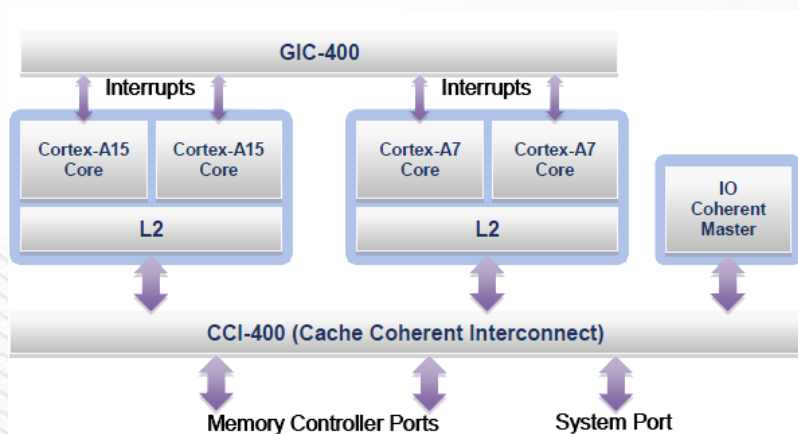 GIC-400
Interrupts
Interrupts
Cortex-A15
Core
Cortex-A15
Core
Cortex-A7
Core
Cortex-A7
Core
L2
L2
IO
Coherent
Master
CCI-400 (Cache Coherent Interconnect)
Memory Controller Ports
System Port